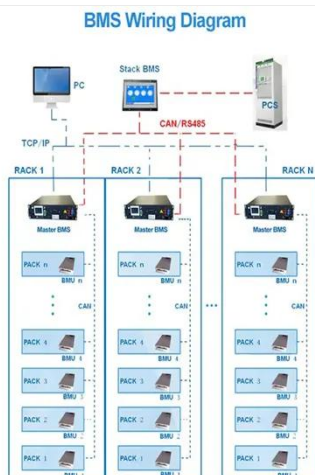 BMS Wiring Diagram
Stack BMS
PC
PCS
CAN/RS485
TCP/IP
RACK 1
RACK 2
RACK N
Master BMS
Master BMS
Master BMS
PACK n
PACK n
PACK n
BMU n
BMU n
BMU n
CAN
CAN
CAN
PACK 4
PACK 4
PACK 4
BMU 4
BMU 4
BMU 4
PACK 3
PACK 3
PACK 3
BMU 3
BMU 3
BMU 3
PACK 2
PACK 2
PACK 2
BMU 2
BMU 2
BMU 2
PACK 1
PACK 1
PACK 1